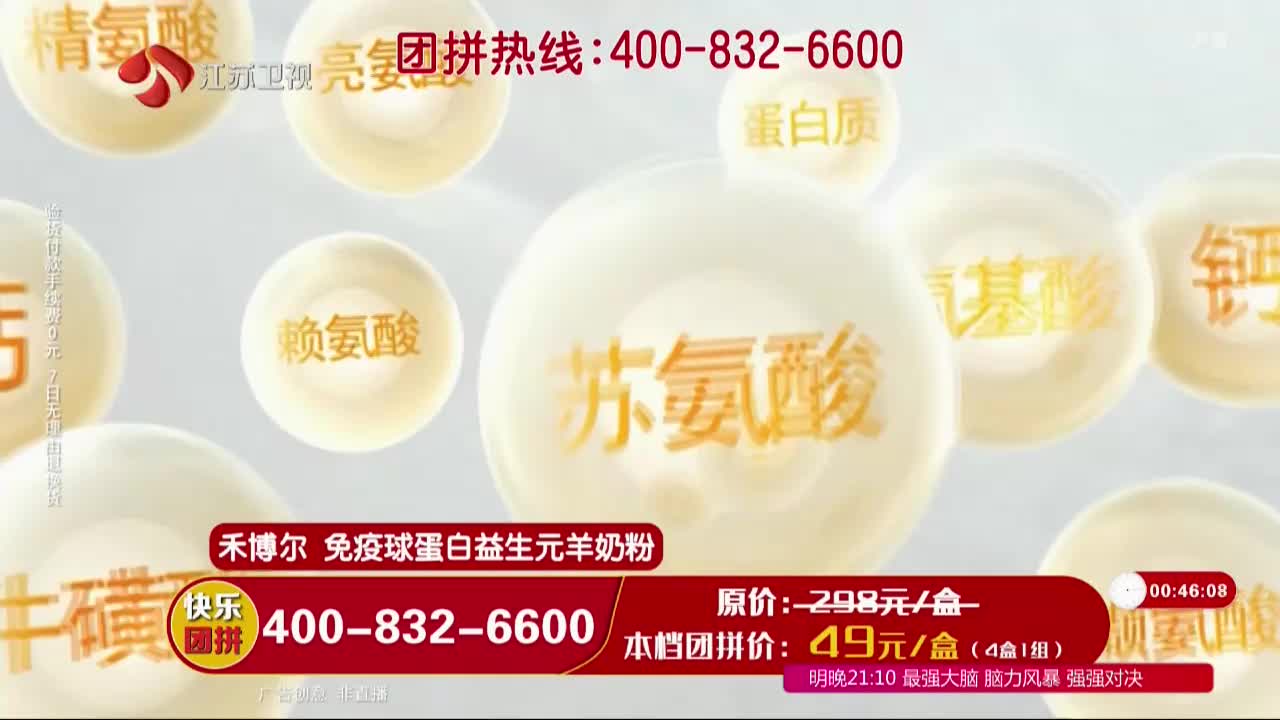 团拼热线:400-832-6600
精氨酸
亮氨酸
江苏卫视
蛋白质
验货付款手续费0元 7日无理由退换货
赖氨酸
苏氨酸
氨基酸
钙
牛磺
禾博尔 免疫球蛋白益生元羊奶粉
快乐
团拼
400-832-6600
原价:298元/盒
本档团拼价:49元/盒(4盒1组)
00:46:08
氨酸
明晚21:10 最强大脑 脑力风暴 强强对决
广告创意 非直播